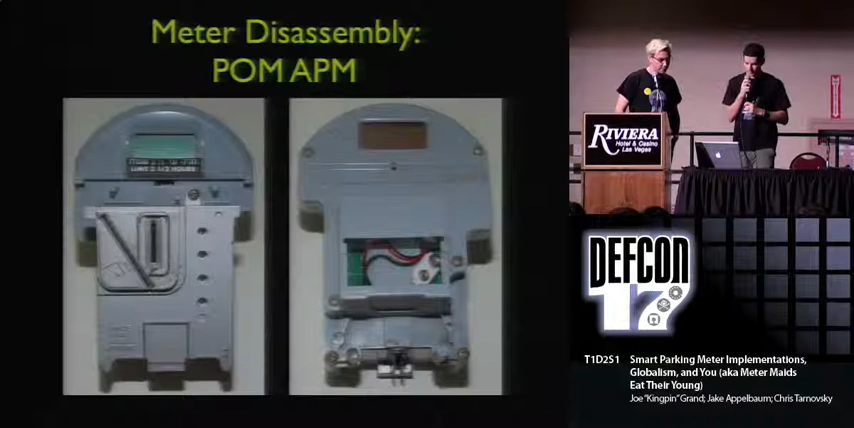 Meter Disassembly:
POM APM
RIVIERA
Hotel & Casino
Las Vegas
DEFCON
17
T1D2S1 Smart Parking Meter Implementations,
Globalism, and You (aka Meter Maids
Eat Their Young)
Joe "Kingpin" Grand; Jake Appelbaum; Chris Tarnovsky